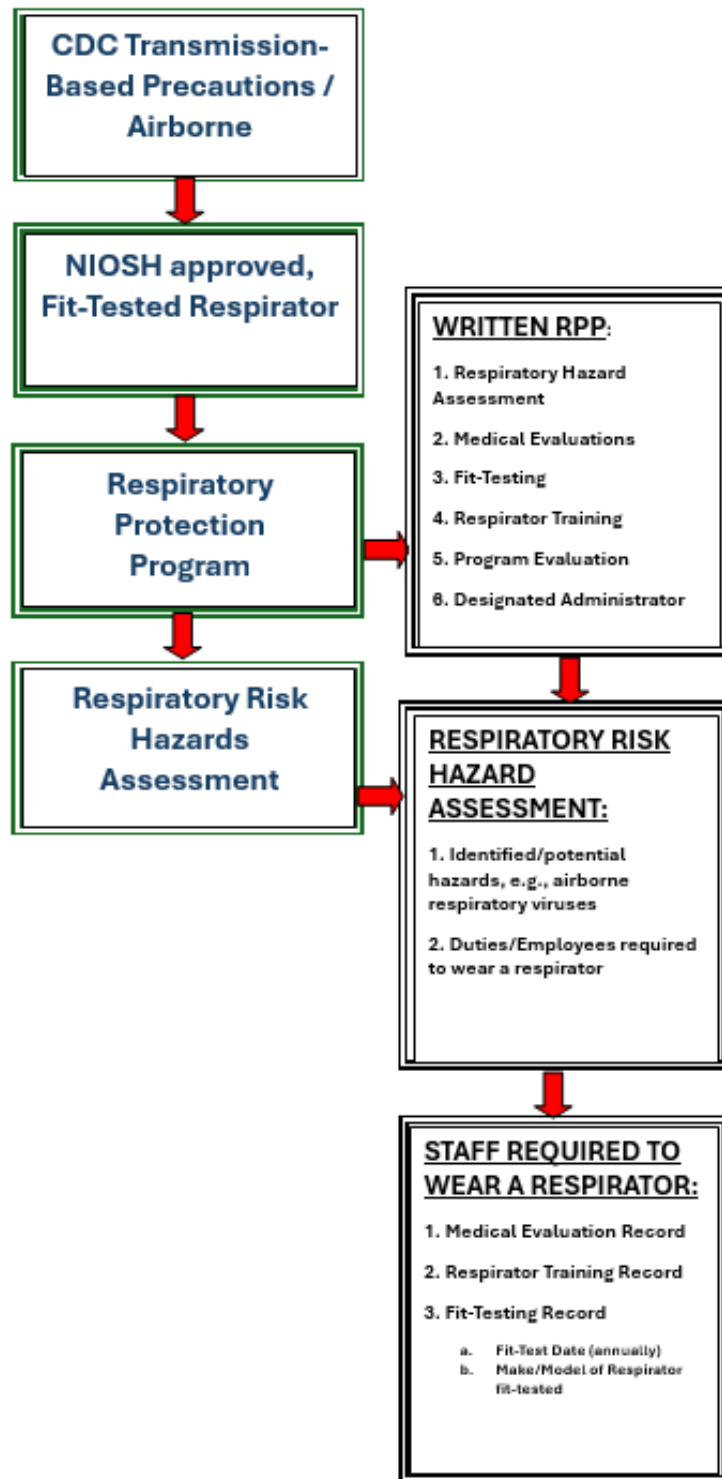 CDC Transmission-
Based Precautions /
Airborne
NIOSH approved,
Fit-Tested Respirator
Respiratory
Protection
Program
Respiratory Risk
Hazards
Assessment
WRITTEN RPP:
1. Respiratory Hazard
Assessment
2. Medical Evaluations
3. Fit-Testing
4. Respirator Training
5. Program Evaluation
6. Designated Administrator
RESPIRATORY RISK
HAZARD
ASSESSMENT:
1. Identified/potential
hazards, e.g., airborne
respiratory viruses
2. Duties/Employees required
to wear a respirator
STAFF REQUIRED TO
WEAR A RESPIRATOR:
1. Medical Evaluation Record
2. Respirator Training Record
3. Fit-Testing Record
a. Fit-Test Date (annually)
b. Make/Model of Respirator
fit-tested